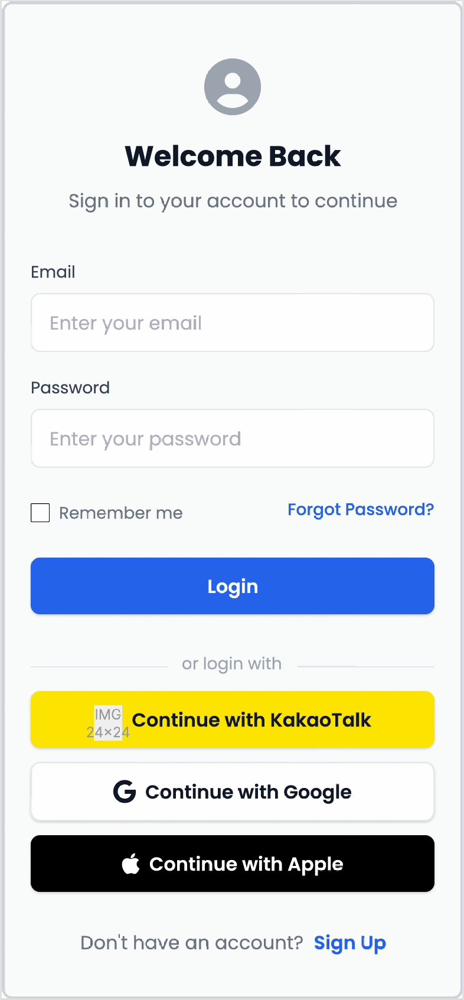 Welcome Back
Sign in to your account to continue
Email
Enter your email
Password
Enter your password
Remember me
Forgot Password?
Login
or login with
IMG
24×24
Continue with KakaoTalk
Continue with Google
Continue with Apple
Don't have an account? Sign Up